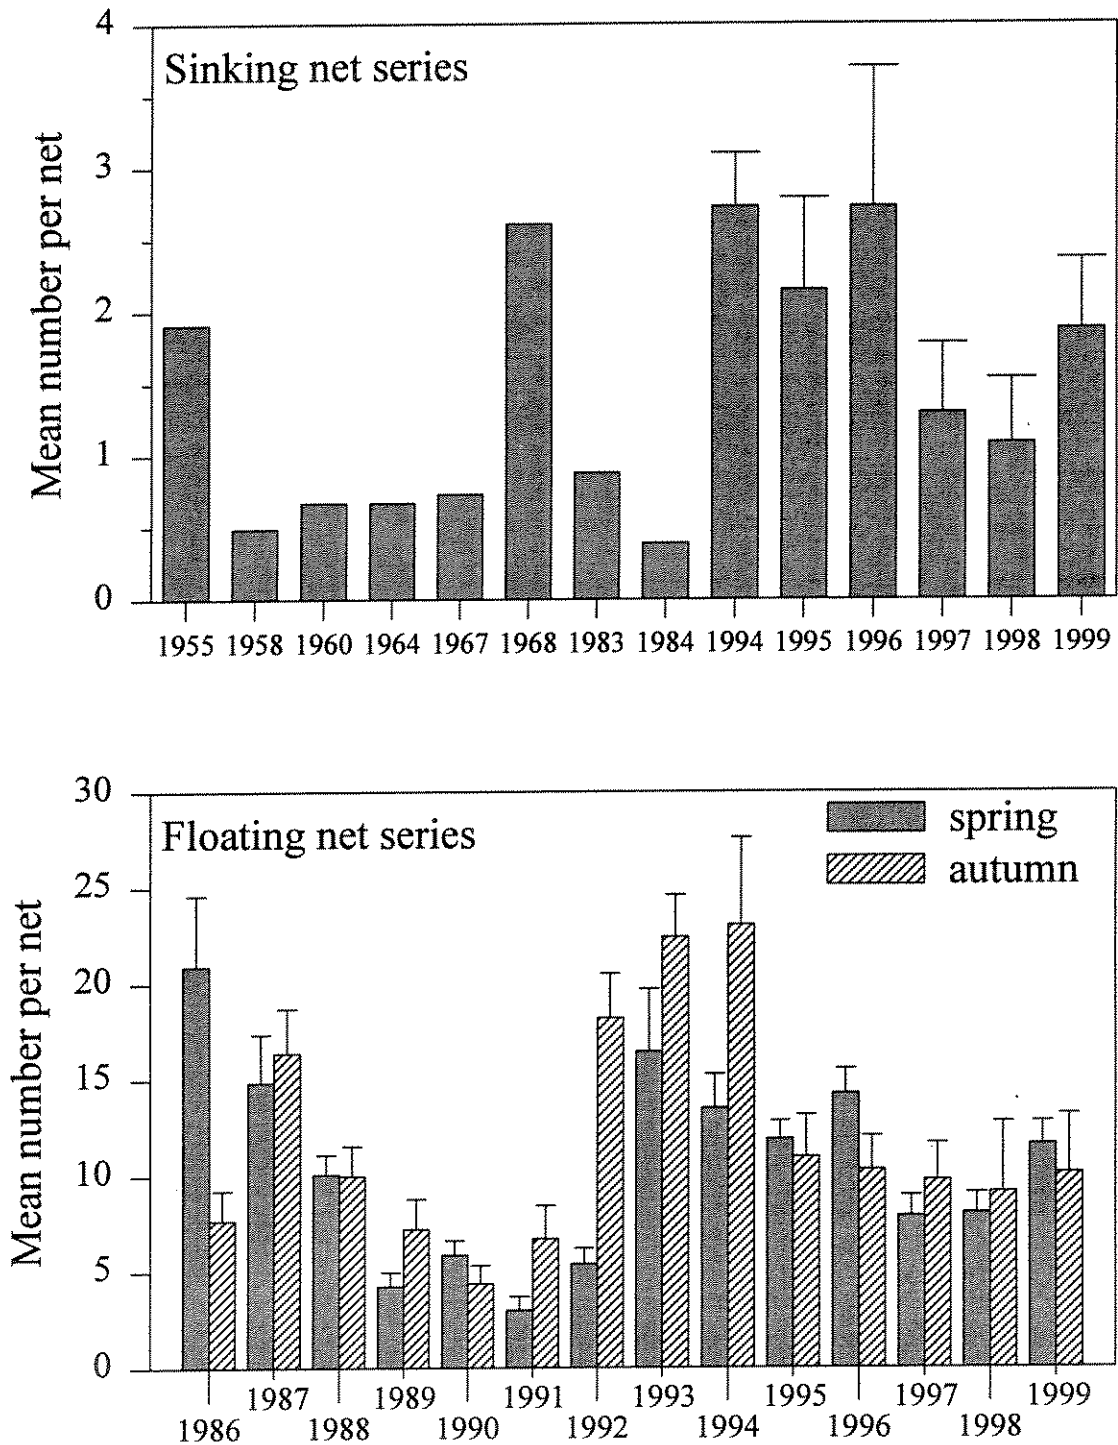 Sinking net series
Mean number per net
4
3
2
1
0
1955 1958 1960 1964 1967 1968 1983 1984 1994 1995 1996 1997 1998 1999
Floating net series
spring
autumn
Mean number per net
30
25
20
15
10
5
0
1987 1989 1991 1993 1995 1997 1999
1986 1988 1990 1992 1994 1996 1998